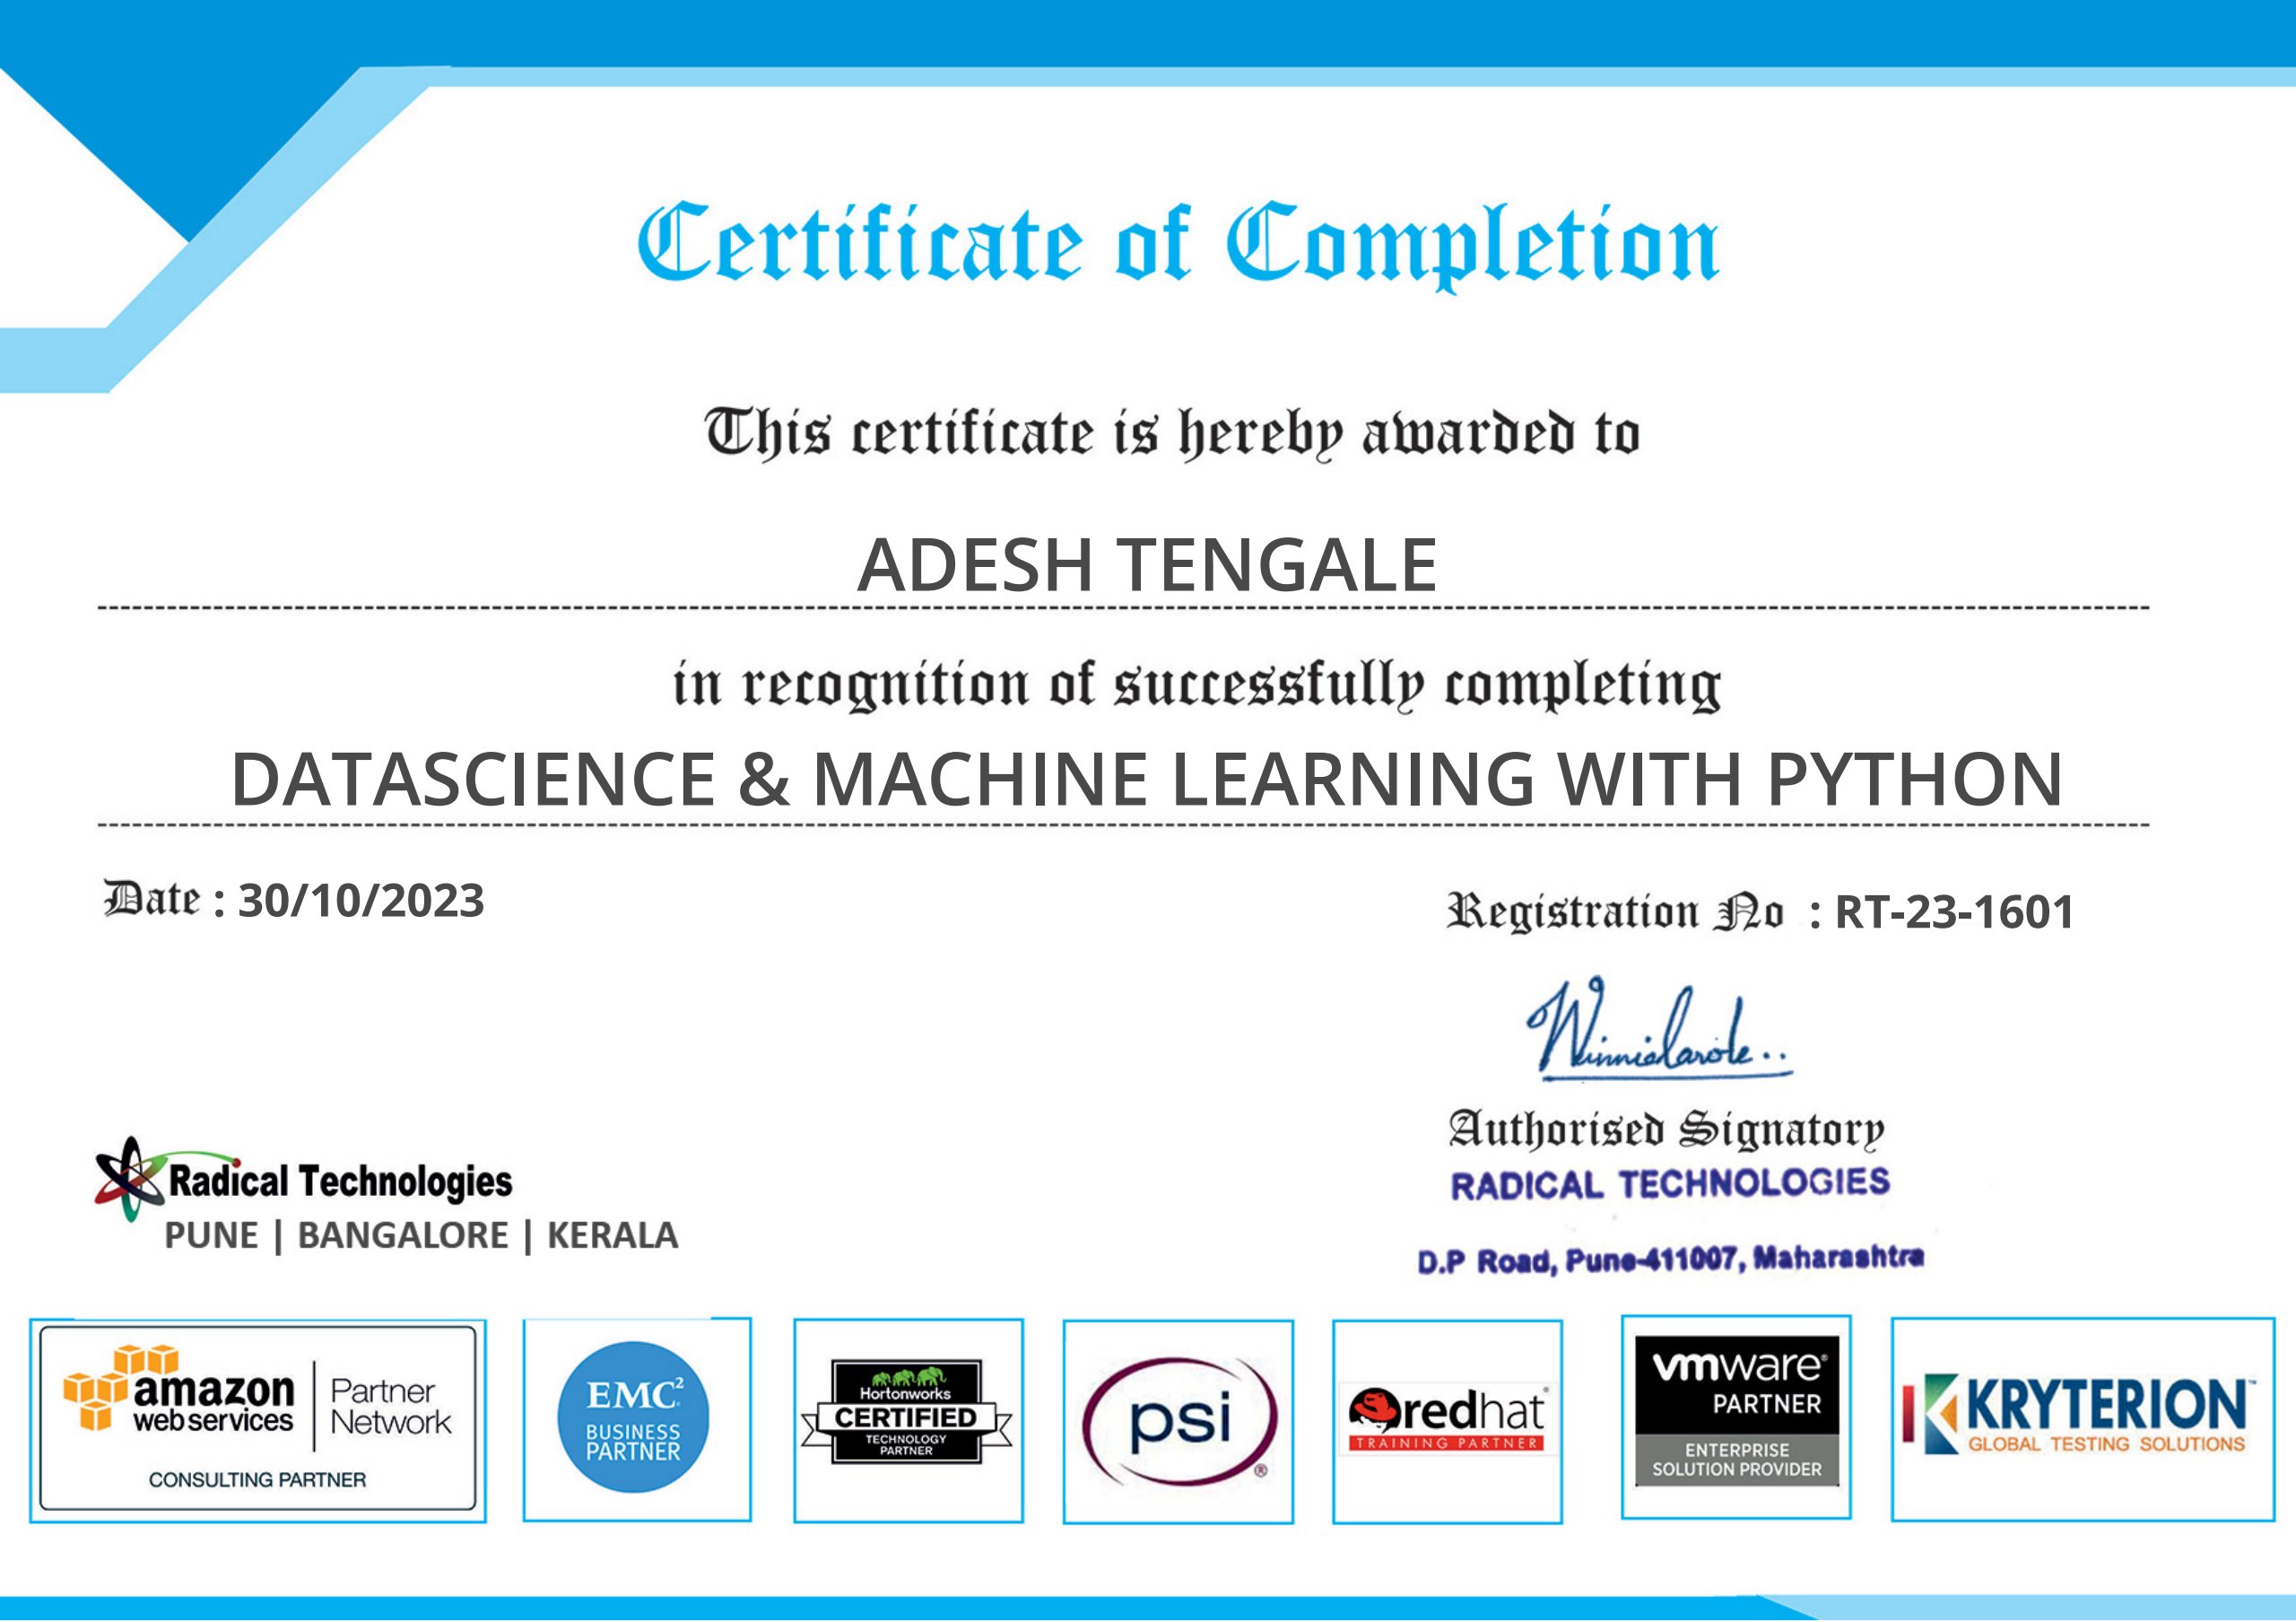 Certificate of Completion
This certificate is hereby awarded to
ADESH TENGALE
in recognition of successfully completing
DATASCIENCE & MACHINE LEARNING WITH PYTHON
Date : 30/10/2023
Registration No : RT-23-1601
Authorised Signatory
RADICAL TECHNOLOGIES
D.P Road, Pune-411007, Maharashtra
Radical Technologies
PUNE | BANGALORE | KERALA
amazon
web services
Partner
Network
CONSULTING PARTNER
EMC²
BUSINESS
PARTNER
Hortonworks
CERTIFIED
TECHNOLOGY
PARTNER
psi®
redhat®
TRAINING PARTNER
vmware®
PARTNER
ENTERPRISE
SOLUTION PROVIDER
KRYTERION™
GLOBAL TESTING SOLUTIONS